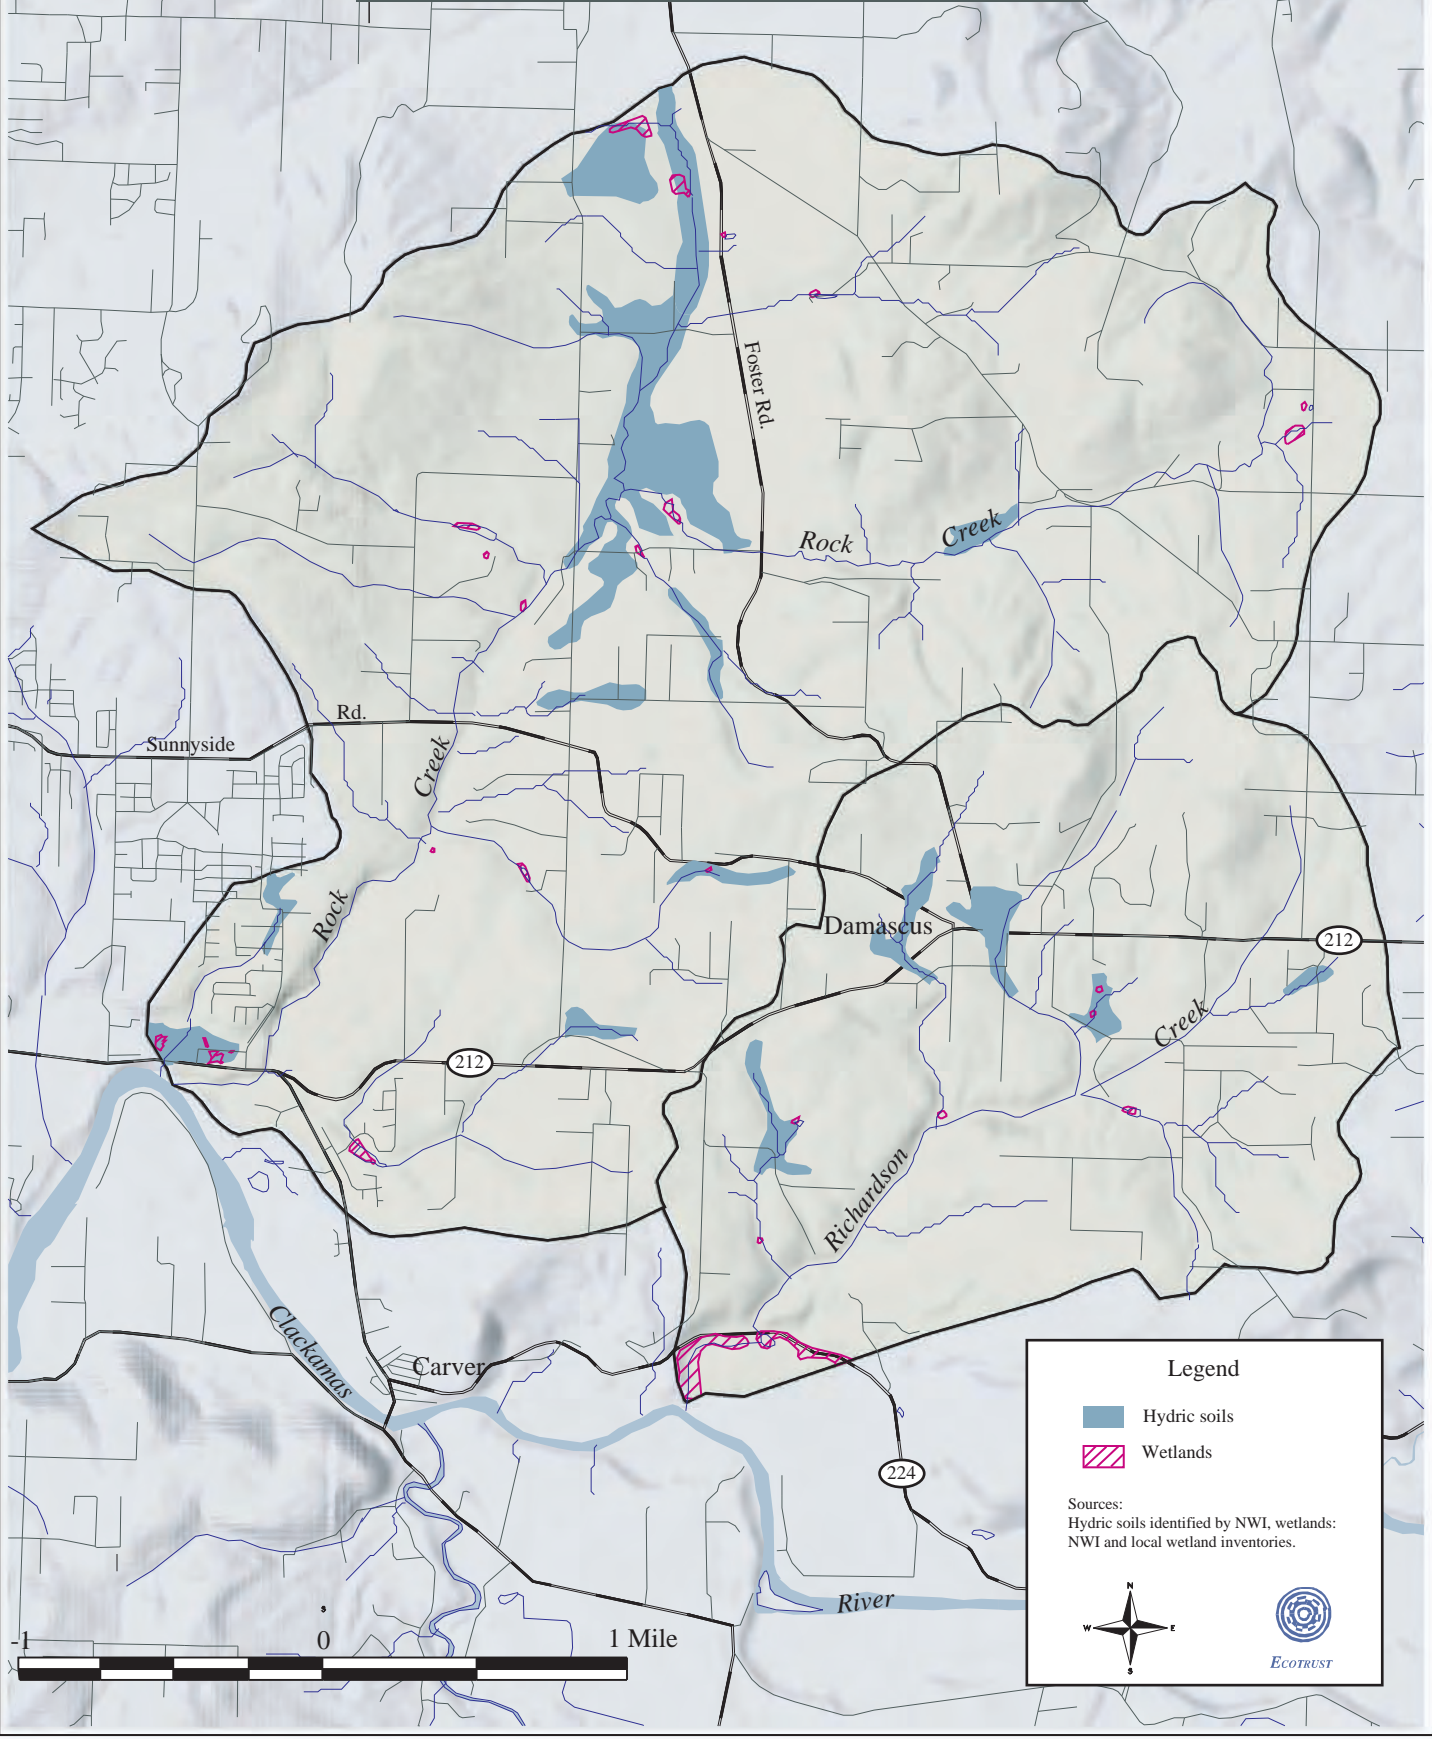 Foster Rd.
Rock
Creek
Rd.
Sunnyside
Creek
Rock
Damascus
212
Creek
212
Richardson
Clackamas
Carver
224
River
Legend
Hydric soils
Wetlands
Sources:
Hydric soils identified by NWI, wetlands:
NWI and local wetland inventories.
N
W E
S
ECOTRUST
s
-1 0 1 Mile